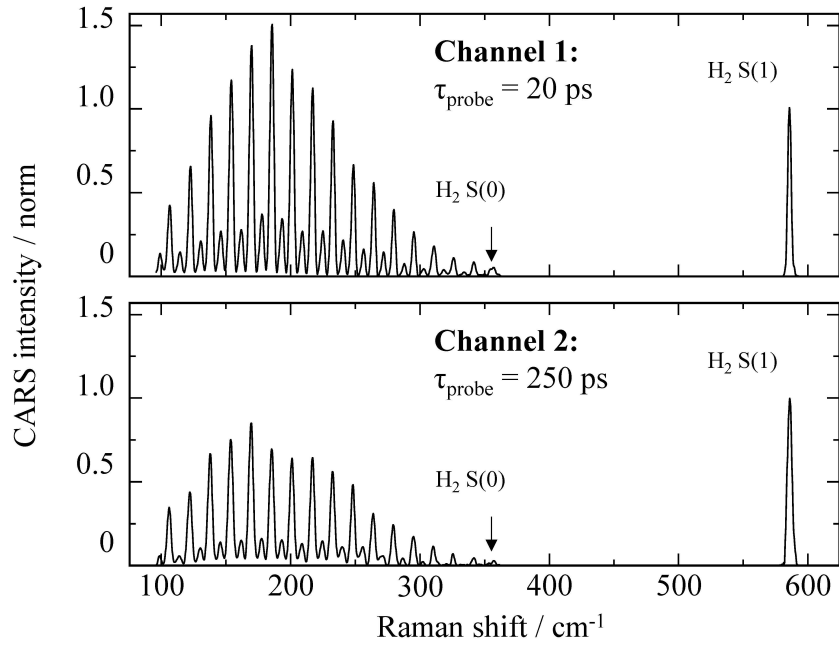 CARS intensity / norm
1.5
1.0
0.5
0
Channel 1:
τprobe = 20 ps
H2 S(0)
H2 S(1)
1.5
1.0
0.5
0
Channel 2:
τprobe = 250 ps
H2 S(0)
H2 S(1)
100 200 300 400 500 600
Raman shift / cm-1